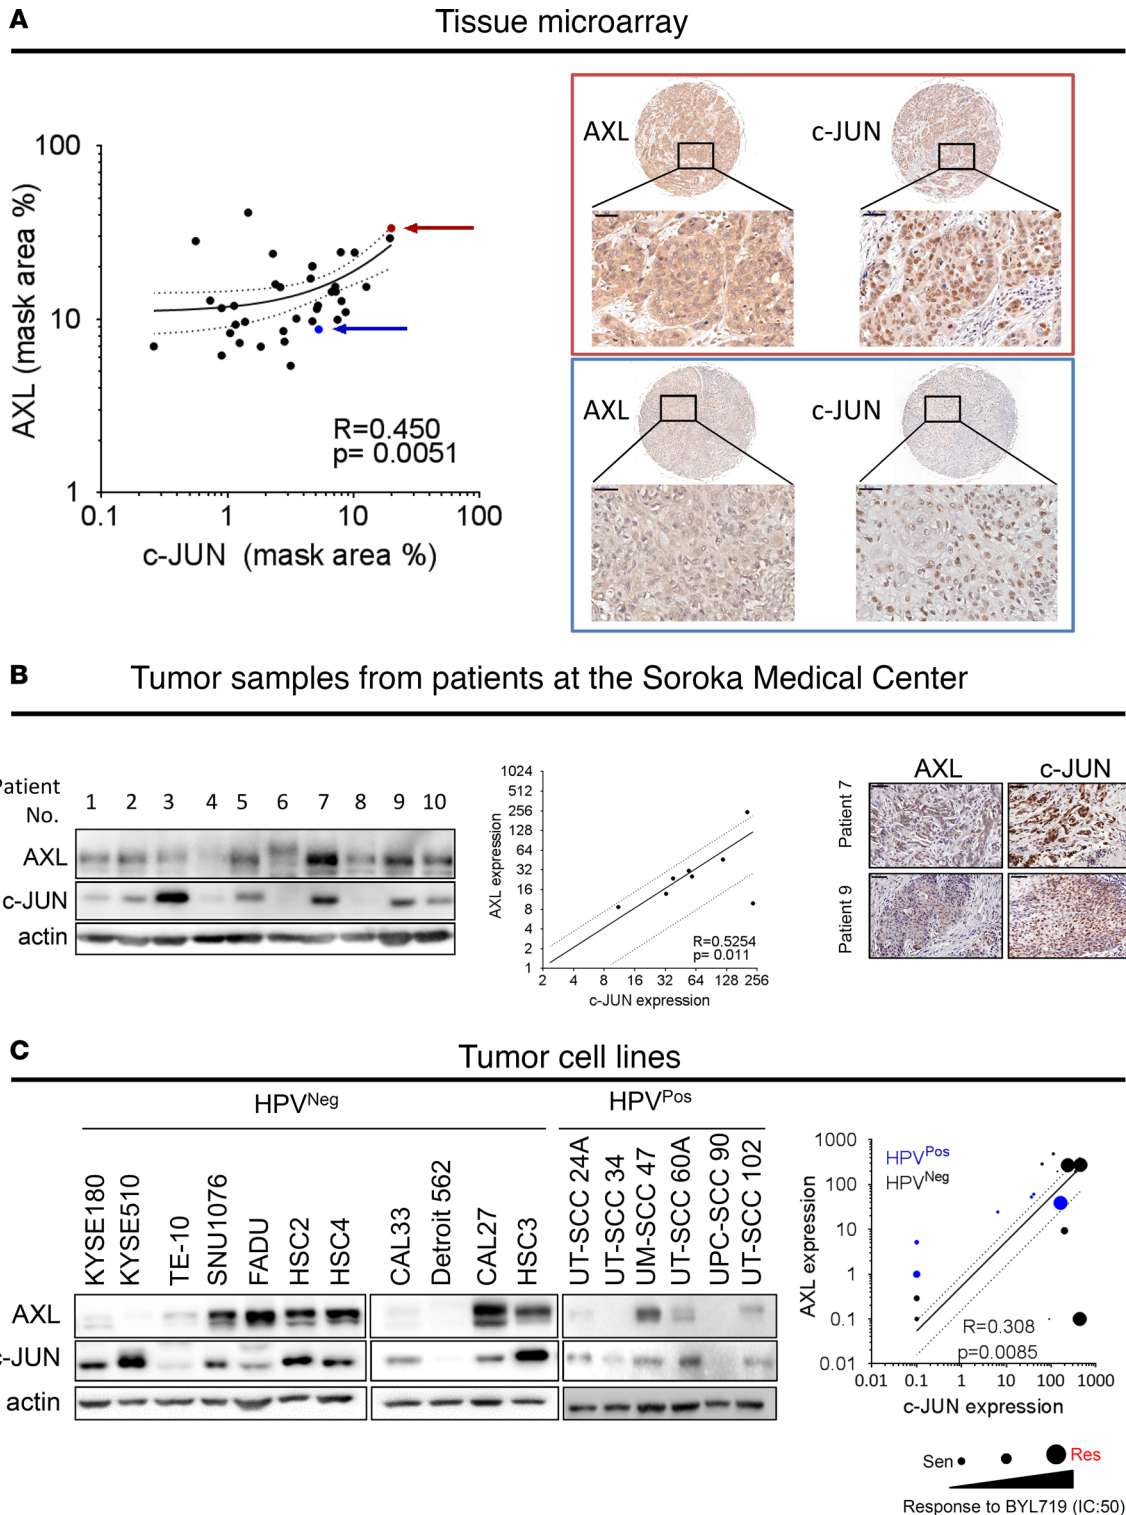 A
Tissue microarray
100
10
1
AXL (mask area %)
R=0.450
p= 0.0051
0.1 1 10 100
c-JUN (mask area %)
AXL c-JUN
AXL c-JUN
B
Tumor samples from patients at the Soroka Medical Center
Patient
No.
1 2 3 4 5 6 7 8 9 10
AXL
c-JUN
actin
1024
512
256
128
64
32
16
8
4
2
1
AXL expression
R=0.5254
p= 0.011
2 4 8 16 32 64 128 256
c-JUN expression
AXL c-JUN
Patient 7
Patient 9
C
Tumor cell lines
HPVNeg HPVPos
KYSE180
KYSE510
TE-10
SNU1076
FADU
HSC2
HSC4
CAL33
Detroit 562
CAL27
HSC3
UT-SCC 24A
UT-SCC 34
UM-SCC 47
UT-SCC 60A
UPC-SCC 90
UT-SCC 102
AXL
c-JUN
actin
1000
100
10
1
0.1
0.01
AXL expression
HPVPos
HPVNeg
R=0.308
p=0.0085
0.01 0.1 1 10 100 1000
c-JUN expression
Sen Res
Response to BYL719 (IC:50)